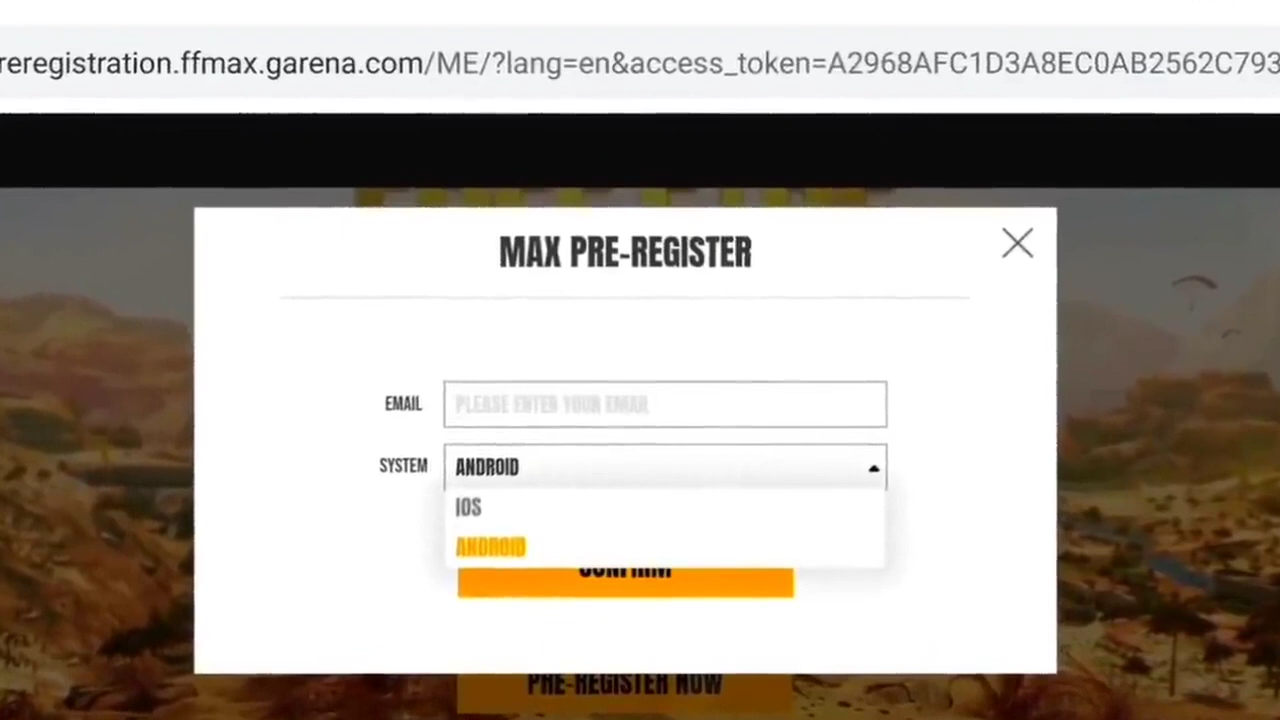 reregistration.ffmax.garena.com/ME/?lang=en&access_token=A2968AFC1D3A8EC0AB2562C793
MAX PRE-REGISTER
EMAIL PLEASE ENTER YOUR EMAIL
SYSTEM ANDROID
IOS
ANDROID
CONFIRM
PRE-REGISTER NOW